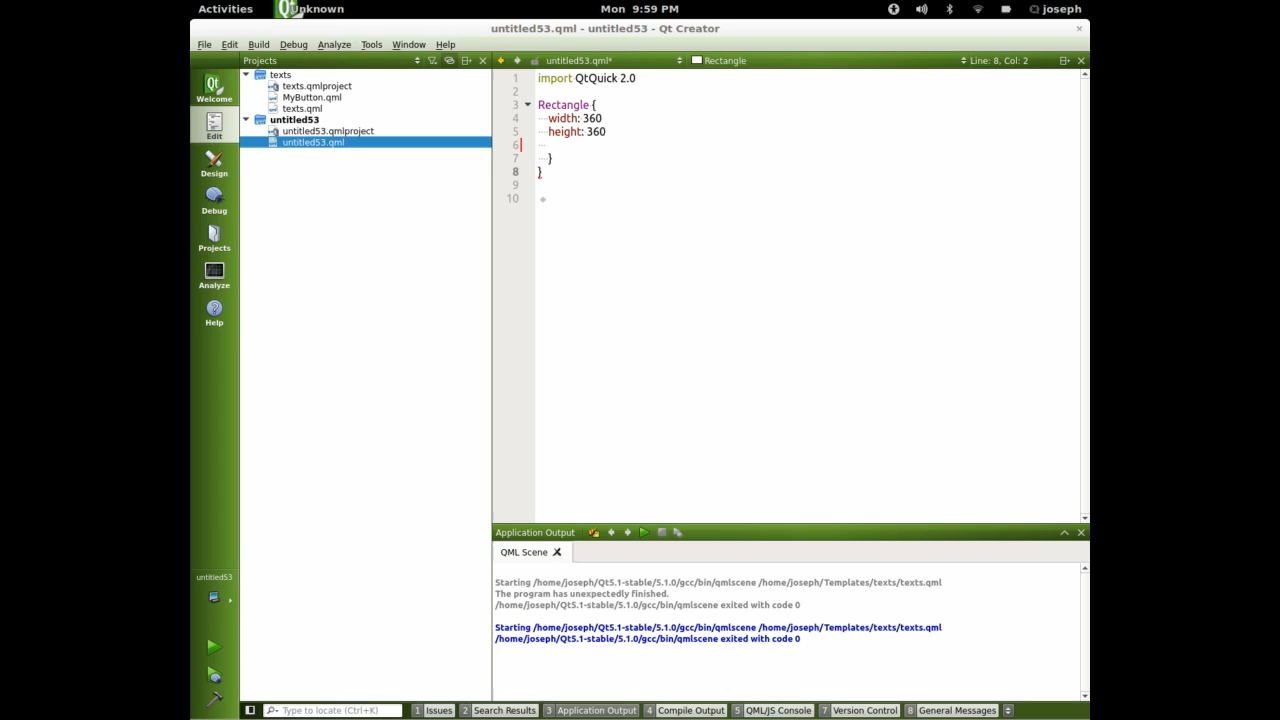 Activities Unknown Mon 9:59 PM joseph
untitled53.qml - untitled53 - Qt Creator
File Edit Build Debug Analyze Tools Window Help
Projects untitled53.qml* Rectangle Line: 8, Col: 2
texts
texts.qmlproject
MyButton.qml
texts.qml
untitled53
untitled53.qmlproject
untitled53.qml
Welcome
Edit
Design
Debug
Projects
Analyze
Help
untitled53
1 import QtQuick 2.0
2
3 Rectangle {
4 width: 360
5 height: 360
6
7 }
8 }
9
10
Application Output
QML Scene
Starting /home/joseph/Qt5.1-stable/5.1.0/gcc/bin/qmlscene /home/joseph/Templates/texts/texts.qml
The program has unexpectedly finished.
/home/joseph/Qt5.1-stable/5.1.0/gcc/bin/qmlscene exited with code 0
Starting /home/joseph/Qt5.1-stable/5.1.0/gcc/bin/qmlscene /home/joseph/Templates/texts/texts.qml
/home/joseph/Qt5.1-stable/5.1.0/gcc/bin/qmlscene exited with code 0
Type to locate (Ctrl+K) 1 Issues 2 Search Results 3 Application Output 4 Compile Output 5 QML/JS Console 7 Version Control 8 General Messages